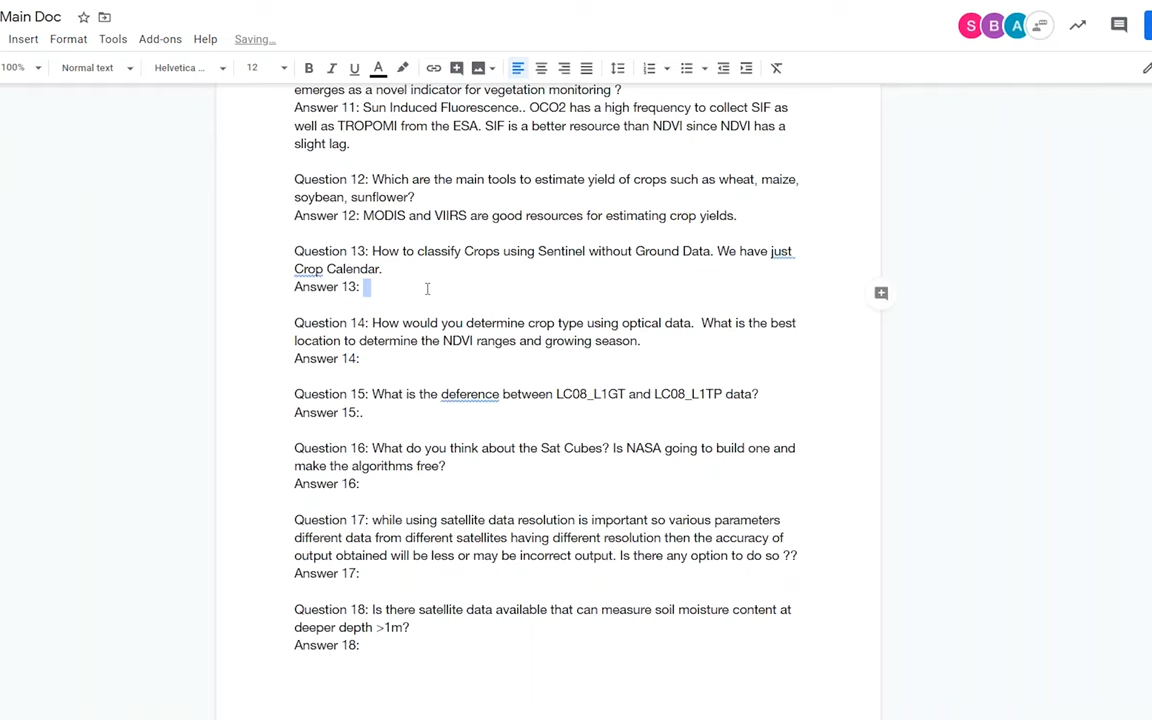 Main Doc
S B A
Insert Format Tools Add-ons Help Saving...
100% Normal text Helvetica ... 12 B I U A
emerges as a novel indicator for vegetation monitoring ?
Answer 11: Sun Induced Fluorescence.. OCO2 has a high frequency to collect SIF as
well as TROPOMI from the ESA. SIF is a better resource than NDVI since NDVI has a
slight lag.
Question 12: Which are the main tools to estimate yield of crops such as wheat, maize,
soybean, sunflower?
Answer 12: MODIS and VIIRS are good resources for estimating crop yields.
Question 13: How to classify Crops using Sentinel without Ground Data. We have just
Crop Calendar.
Answer 13:
Question 14: How would you determine crop type using optical data.  What is the best
location to determine the NDVI ranges and growing season.
Answer 14:
Question 15: What is the deference between LC08_L1GT and LC08_L1TP data?
Answer 15:.
Question 16: What do you think about the Sat Cubes? Is NASA going to build one and
make the algorithms free?
Answer 16:
Question 17: while using satellite data resolution is important so various parameters
different data from different satellites having different resolution then the accuracy of
output obtained will be less or may be incorrect output. Is there any option to do so ??
Answer 17:
Question 18: Is there satellite data available that can measure soil moisture content at
deeper depth >1m?
Answer 18: